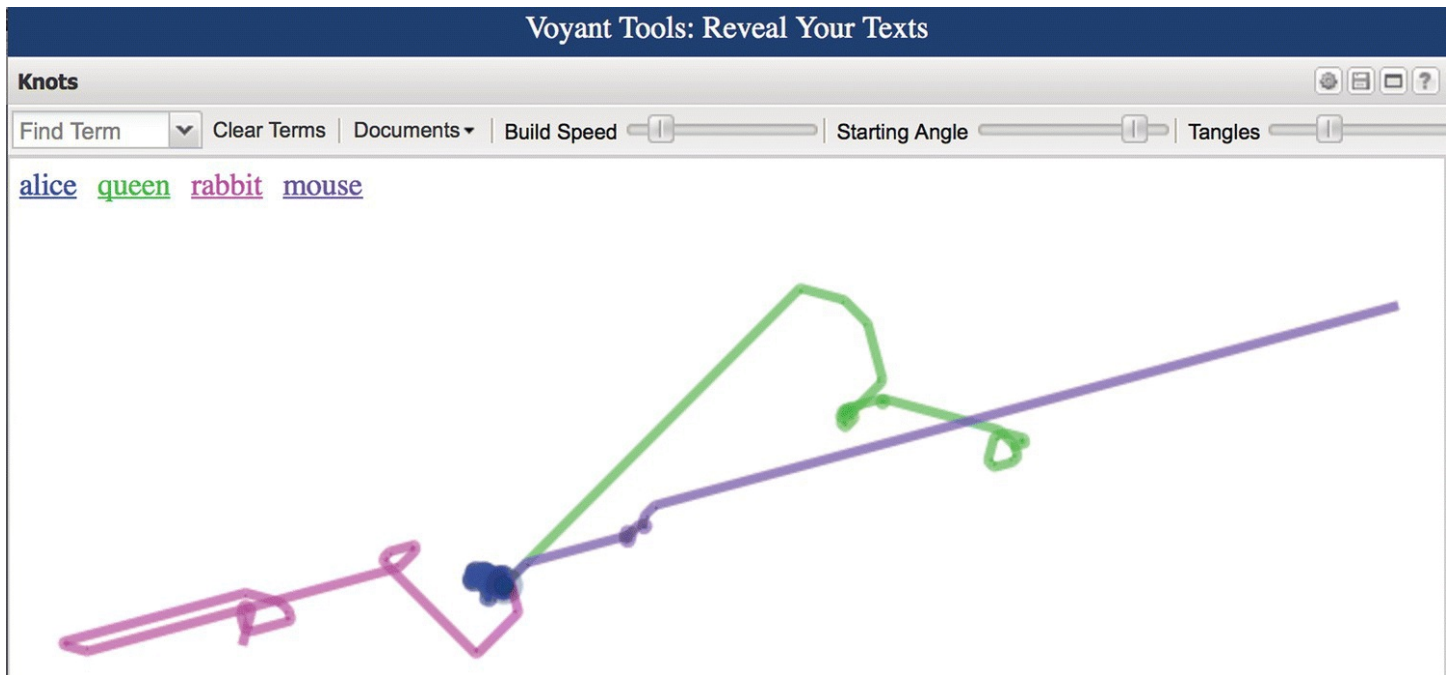 Voyant Tools: Reveal Your Texts
Knots
?
Find Term Clear Terms Documents Build Speed Starting Angle Tangles
alice queen rabbit mouse